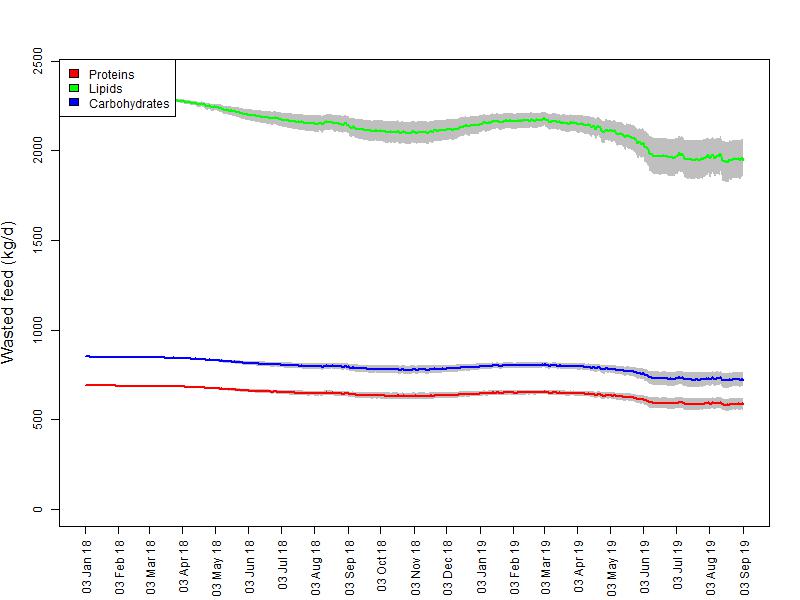 Proteins
Lipids
Carbohydrates
Wasted feed (kg/d)
2500
2000
1500
1000
500
0
03 Jan 18
03 Feb 18
03 Mar 18
03 Apr 18
03 May 18
03 Jun 18
03 Jul 18
03 Aug 18
03 Sep 18
03 Oct 18
03 Nov 18
03 Dec 18
03 Jan 19
03 Feb 19
03 Mar 19
03 Apr 19
03 May 19
03 Jun 19
03 Jul 19
03 Aug 19
03 Sep 19